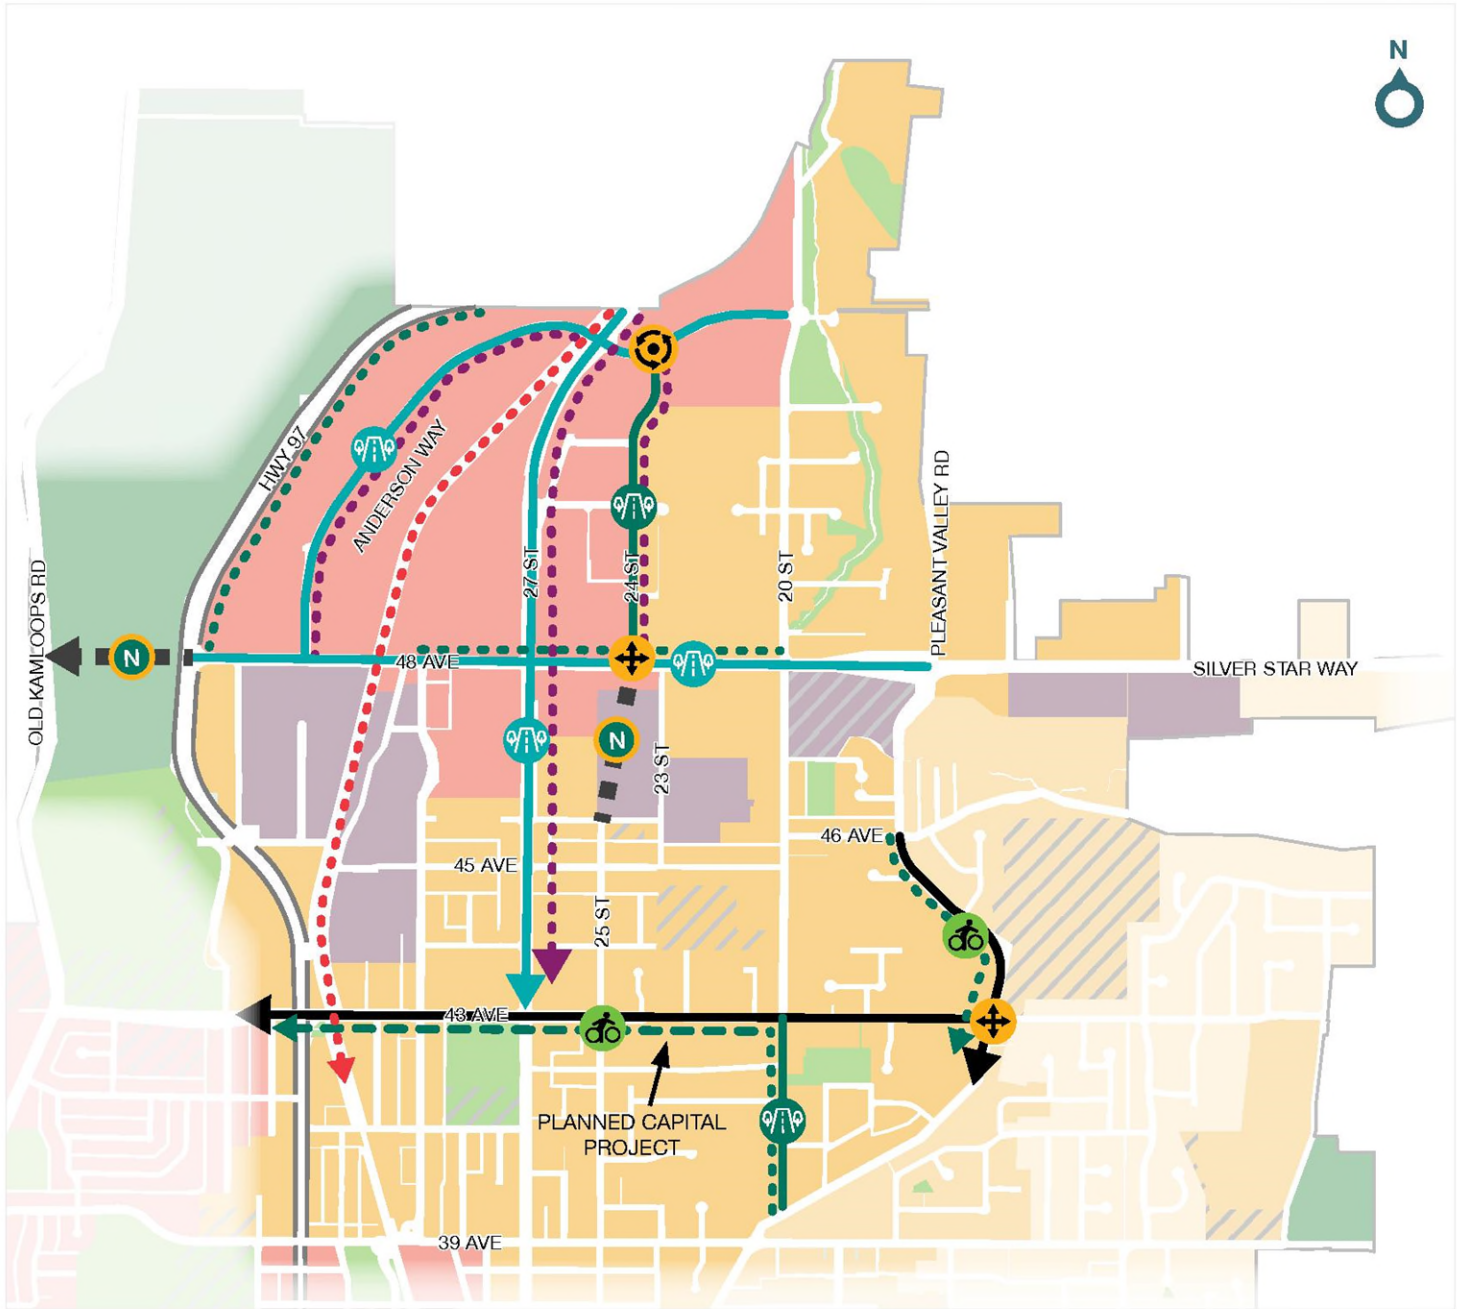 N
HWY 97
ANDERSON WAY
PLEASANT VALLEY RD
OLD KAMLOOPS RD
27 ST
24 ST
20 ST
N
48 AVE
SILVER STAR WAY
N
23 ST
46 AVE
45 AVE
25 ST
43 AVE
PLANNED CAPITAL
PROJECT
39 AVE